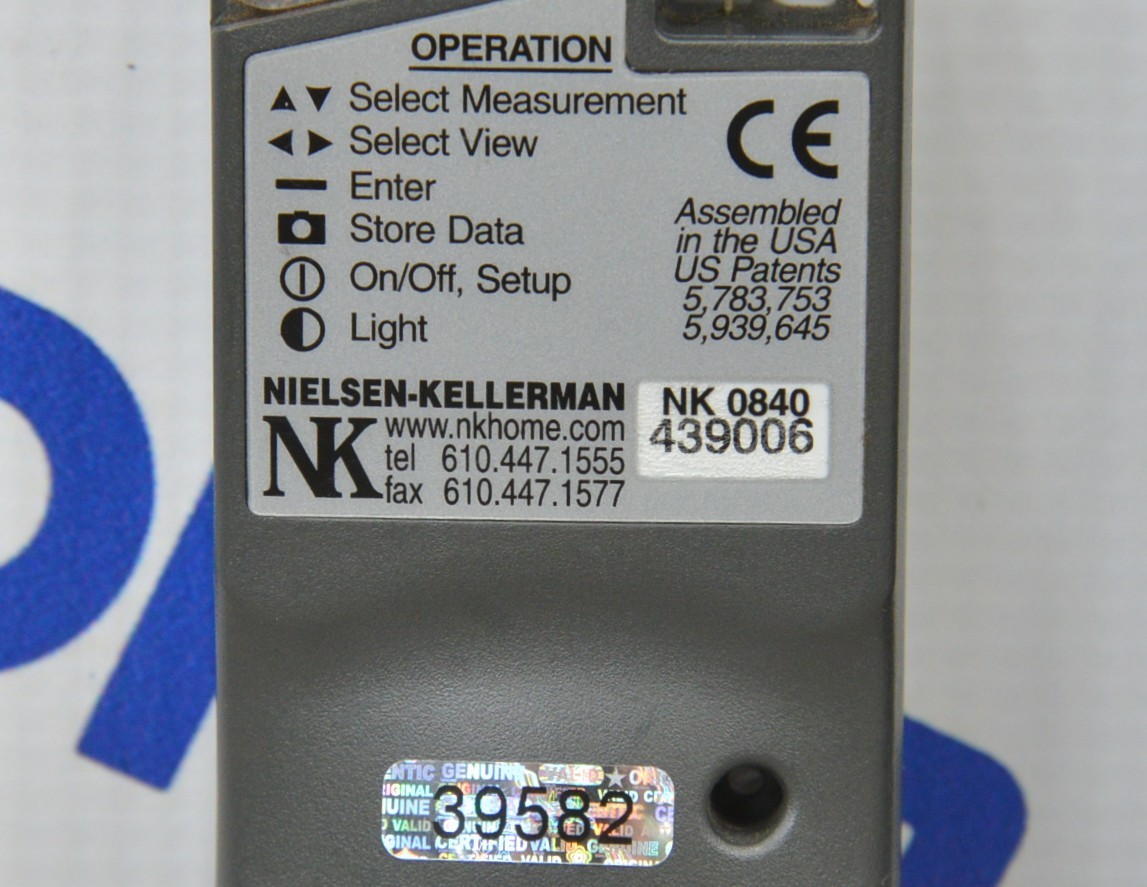 OPERATION
▲▼ Select Measurement
◀ ▶ Select View
Enter
Store Data
On/Off, Setup
Light
CE
Assembled
in the USA
US Patents
5,783,753
5,939,645
NIELSEN-KELLERMAN
NK
www.nkhome.com
tel 610.447.1555
fax 610.447.1577
NK 0840
439006
39582